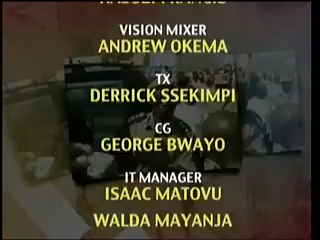 VISION MIXER
ANDREW OKEMA
TX
DERRICK SSEKIMPI
CG
GEORGE BWAYO
IT MANAGER
ISAAC MATOVU
WALDA MAYANJA